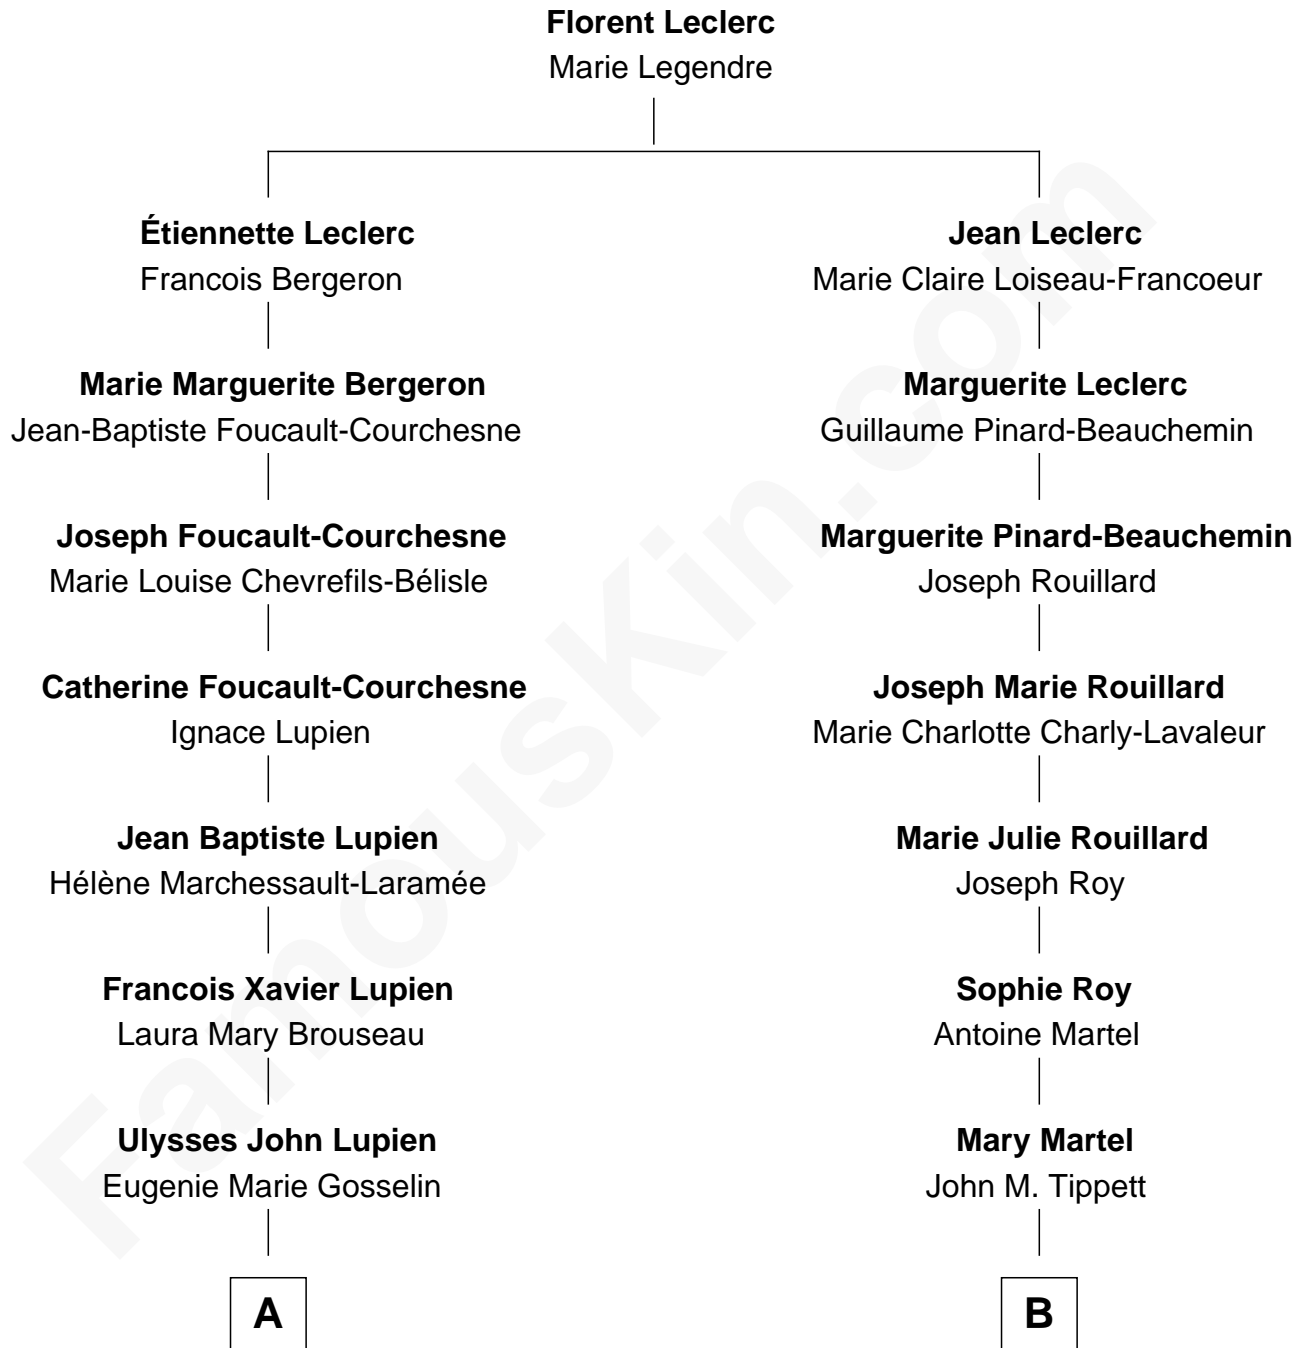 Florent Leclerc
Marie Legendre
Étiennette Leclerc
Francois Bergeron
Jean Leclerc
Marie Claire Loiseau-Francoeur
Marie Marguerite Bergeron
Jean-Baptiste Foucault-Courchesne
Marguerite Leclerc
Guillaume Pinard-Beauchemin
Joseph Foucault-Courchesne
Marie Louise Chevrefils-Bélisle
Marguerite Pinard-Beauchemin
Joseph Rouillard
Catherine Foucault-Courchesne
Ignace Lupien
Joseph Marie Rouillard
Marie Charlotte Charly-Lavaleur
Jean Baptiste Lupien
Hélène Marchessault-Laramée
Marie Julie Rouillard
Joseph Roy
Francois Xavier Lupien
Laura Mary Brouseau
Sophie Roy
Antoine Martel
Ulysses John Lupien
Eugenie Marie Gosselin
Mary Martel
John M. Tippett
A
B
FamousKin.com